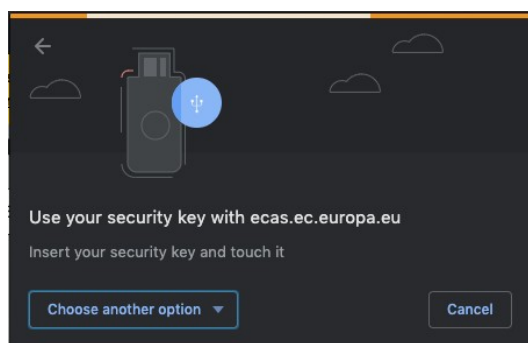 Use your security key with ecas.ec.europa.eu
Insert your security key and touch it
Choose another option
Cancel